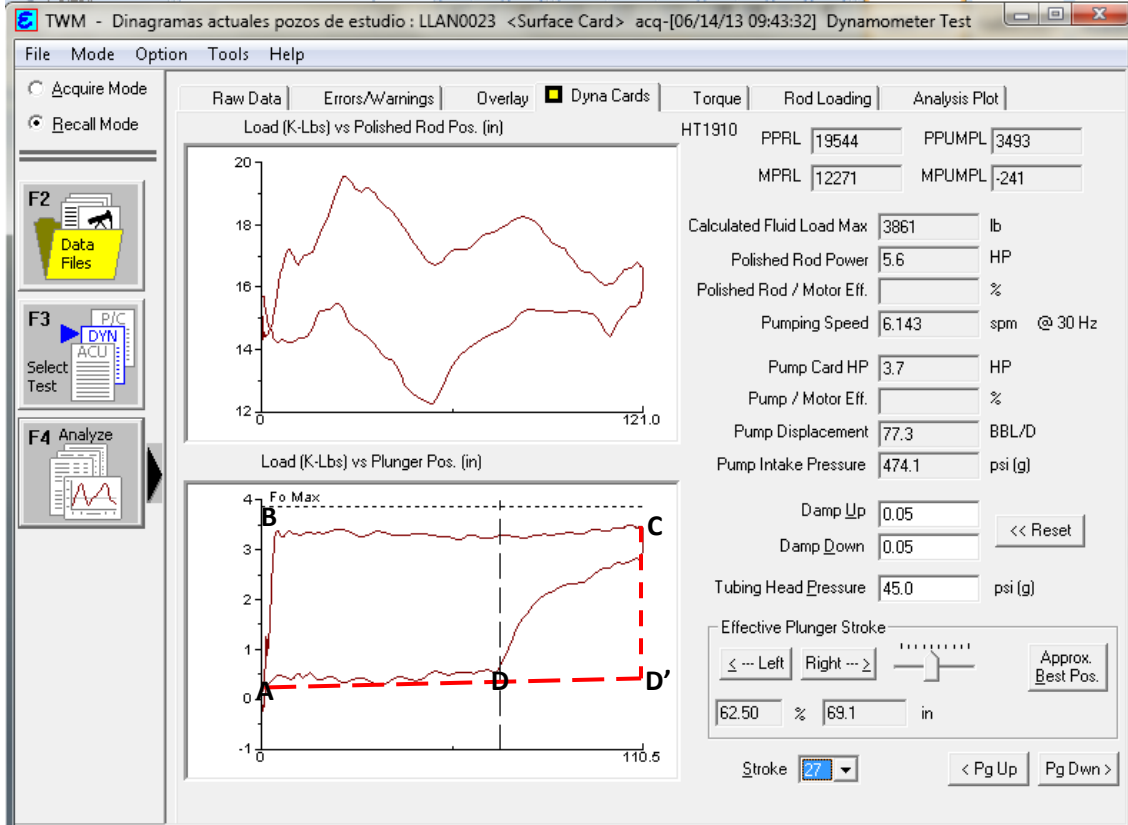 TWM - Dinagramas actuales pozos de estudio : LLAN0023 <Surface Card> acq-[06/14/13 09:43:32] Dynamometer Test
File Mode Option Tools Help
Acquire Mode
Recall Mode
F2
Data
Files
F3
P/C
DYN
ACU
Select
Test
F4 Analyze
Raw Data Errors/Warnings Overlay Dyna Cards Torque Rod Loading Analysis Plot
Load (K-Lbs) vs Polished Rod Pos. (in)
20
18
16
14
12
0 121.0
Load (K-Lbs) vs Plunger Pos. (in)
Fo Max
4
3
2
1
0
-1
0 110.5
B
C
A
D
D'
HT1910
PPRL 19544 PPUMPL 3493
MPRL 12271 MPUMPL -241
Calculated Fluid Load Max 3861 lb
Polished Rod Power 5.6 HP
Polished Rod / Motor Eff. %
Pumping Speed 6.143 spm @ 30 Hz
Pump Card HP 3.7 HP
Pump / Motor Eff. %
Pump Displacement 77.3 BBL/D
Pump Intake Pressure 474.1 psi (g)
Damp Up 0.05
Damp Down 0.05
<< Reset
Tubing Head Pressure 45.0 psi (g)
Effective Plunger Stroke
< --- Left Right --- >
Approx.
Best Pos.
62.50 % 69.1 in
Stroke 27 < Pg Up Pg Dwn >